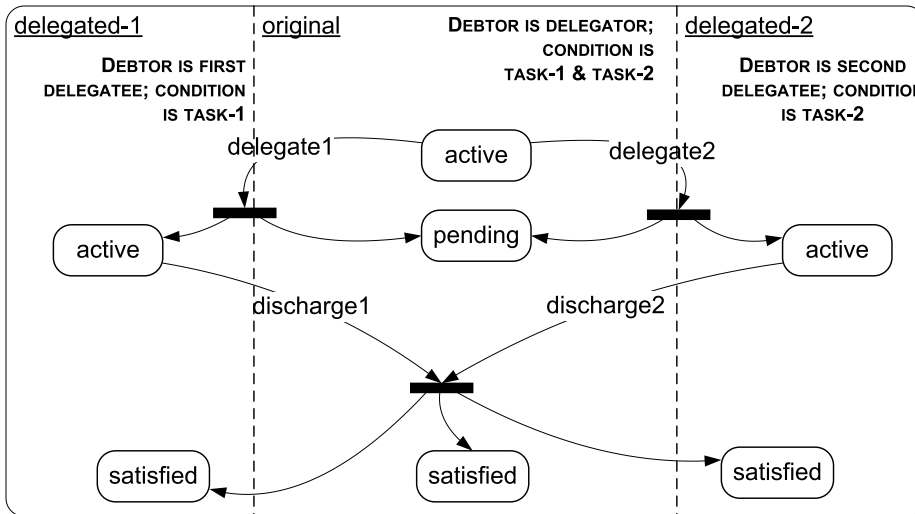 delegated-1
original
delegated-2
DEBTOR IS DELEGATOR;
CONDITION IS
TASK-1 & TASK-2
DEBTOR IS FIRST
DELEGATEE; CONDITION
IS TASK-1
DEBTOR IS SECOND
DELEGATEE; CONDITION
IS TASK-2
delegate1
active
delegate2
active
pending
active
discharge1
discharge2
satisfied
satisfied
satisfied